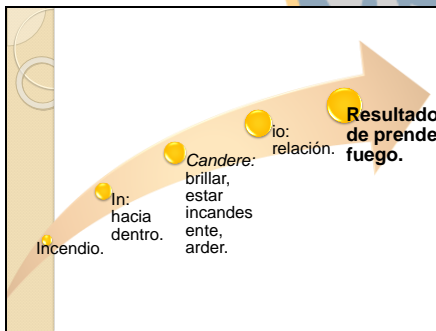 Incendio.
In:
hacia
dentro.
Candere:
brillar,
estar
incandes
ente,
arder.
io:
relación.
Resultado
de prende
fuego.